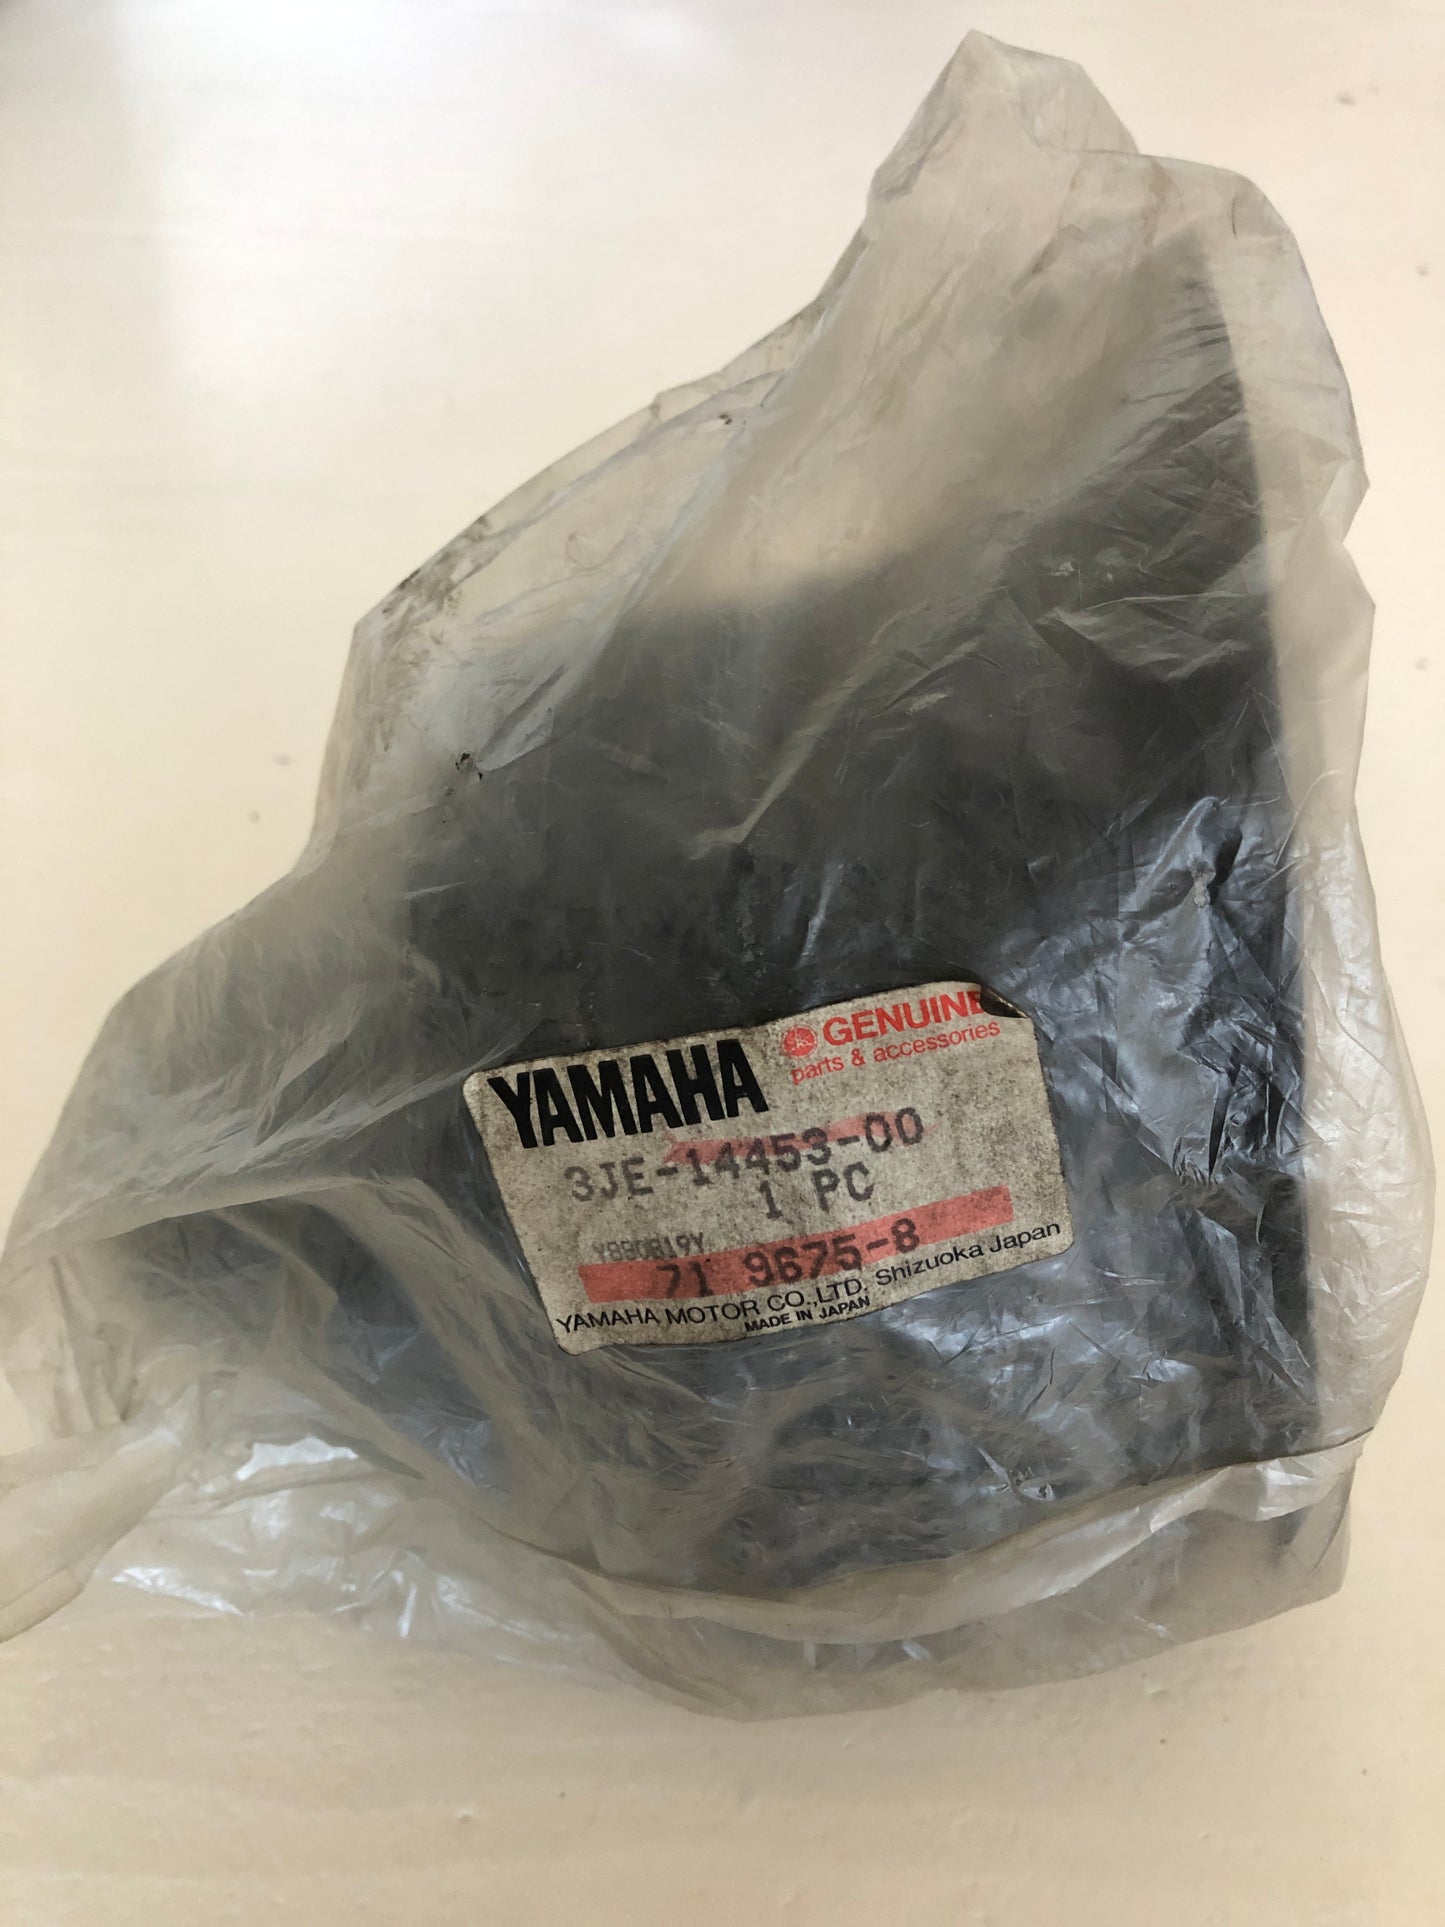 YAMAHA
GENUINE
parts & accessories
3JE-14453-00
1 PC
Y880819Y
71 9675-8
YAMAHA MOTOR CO.,LTD. Shizuoka Japan
MADE IN JAPAN